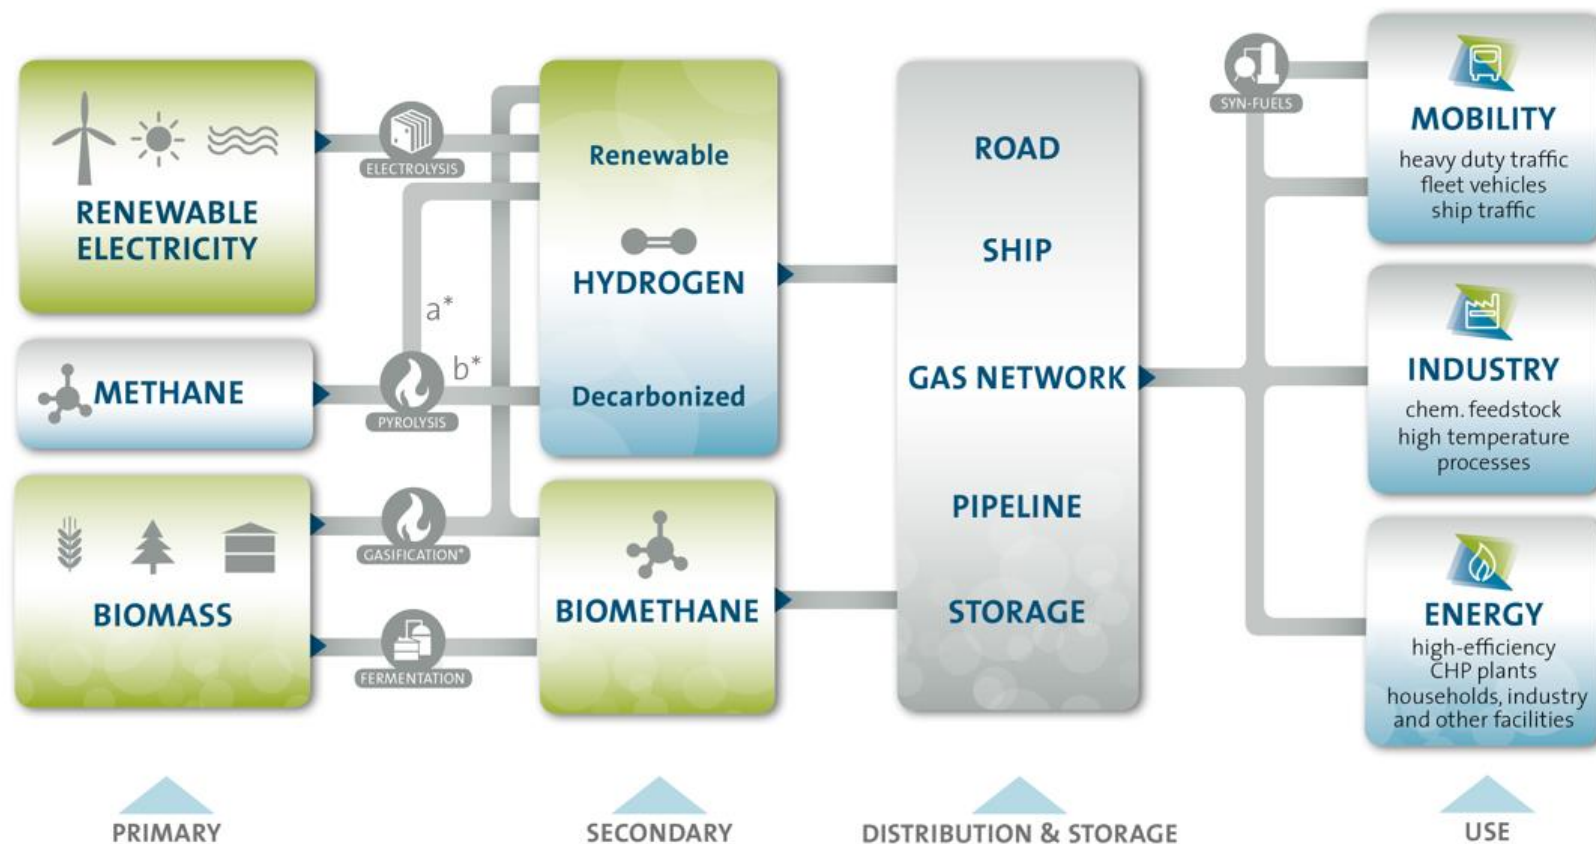 RENEWABLE
ELECTRICITY
METHANE
BIOMASS
ELECTROLYSIS
a*
b*
PYROLYSIS
GASIFICATION*
FERMENTATION
Renewable
HYDROGEN
Decarbonized
BIOMETHANE
ROAD
SHIP
GAS NETWORK
PIPELINE
STORAGE
SYN-FUELS
MOBILITY
heavy duty traffic
fleet vehicles
ship traffic
INDUSTRY
chem. feedstock
high temperature
processes
ENERGY
high-efficiency
CHP plants
households, industry
and other facilities
PRIMARY
SECONDARY
DISTRIBUTION & STORAGE
USE